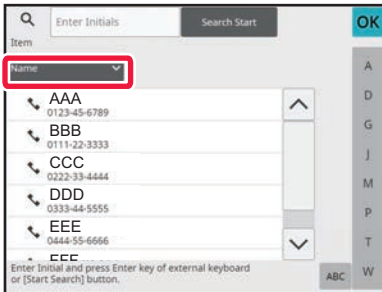 Enter Initials
Search Start
OK
Item
Name
AAA
0123-45-6789
BBB
0111-22-3333
CCC
0222-33-4444
DDD
0333-44-5555
EEE
0444-55-6666
Enter Initial and press Enter key of external keyboard
or [Start Search] button.
ABC
A
D
G
J
M
P
T
W